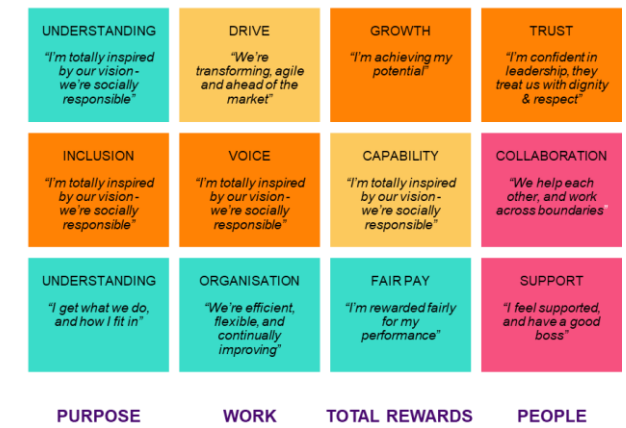 UNDERSTANDING
"I'm totally inspired
by our vision-
we're socially
responsible"
DRIVE
"We're
transforming, agile
and ahead of the
market"
GROWTH
"I'm achieving my
potential"
TRUST
"I'm confident in
leadership, they
treat us with dignity
& respect"
INCLUSION
"I'm totally inspired
by our vision-
we're socially
responsible"
VOICE
"I'm totally inspired
by our vision-
we're socially
responsible"
CAPABILITY
"I'm totally inspired
by our vision-
we're socially
responsible"
COLLABORATION
"We help each
other, and work
across boundaries"
UNDERSTANDING
"I get what we do,
and how I fit in"
ORGANISATION
"We're efficient,
flexible, and
continually
improving"
FAIR PAY
"I'm rewarded fairly
for my
performance"
SUPPORT
"I feel supported,
and have a good
boss"
PURPOSE
WORK
TOTAL REWARDS
PEOPLE